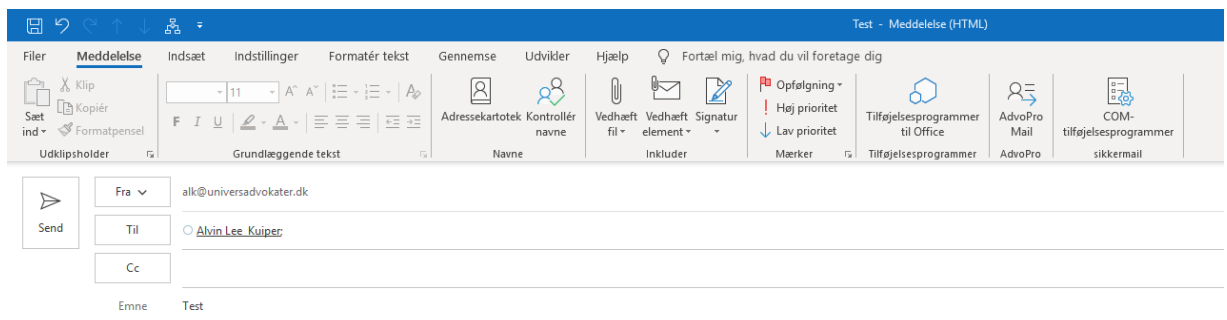 Test - Meddelelse (HTML)
Filer Meddelelse Indsæt Indstillinger Formatér tekst Gennemse Udvikler Hjælp Fortæl mig, hvad du vil foretage dig
Sæt ind
Klip
Kopiér
Formatpensel
Udklipsholder
11
F I U
Grundlæggende tekst
Adressekartotek
Kontrollér navne
Navne
Vedhæft fil
Vedhæft element
Signatur
Inkluder
Opfølgning
Høj prioritet
Lav prioritet
Mærker
Tilføjelsesprogrammer
til Office
Tilføjelsesprogrammer
AdvoPro
Mail
AdvoPro
COM-
tilføjelsesprogrammer
sikkermail
Send
Fra alk@universadvokater.dk
Til Alvin Lee Kuiper;
Cc
Emne Test